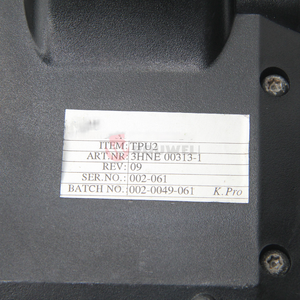 ITEM: TPU2
ART NR: 3HNE 00313-1
REV: 09
SER.NO.: 002-061
BATCH NO.: 002-0049-061 K. Pro